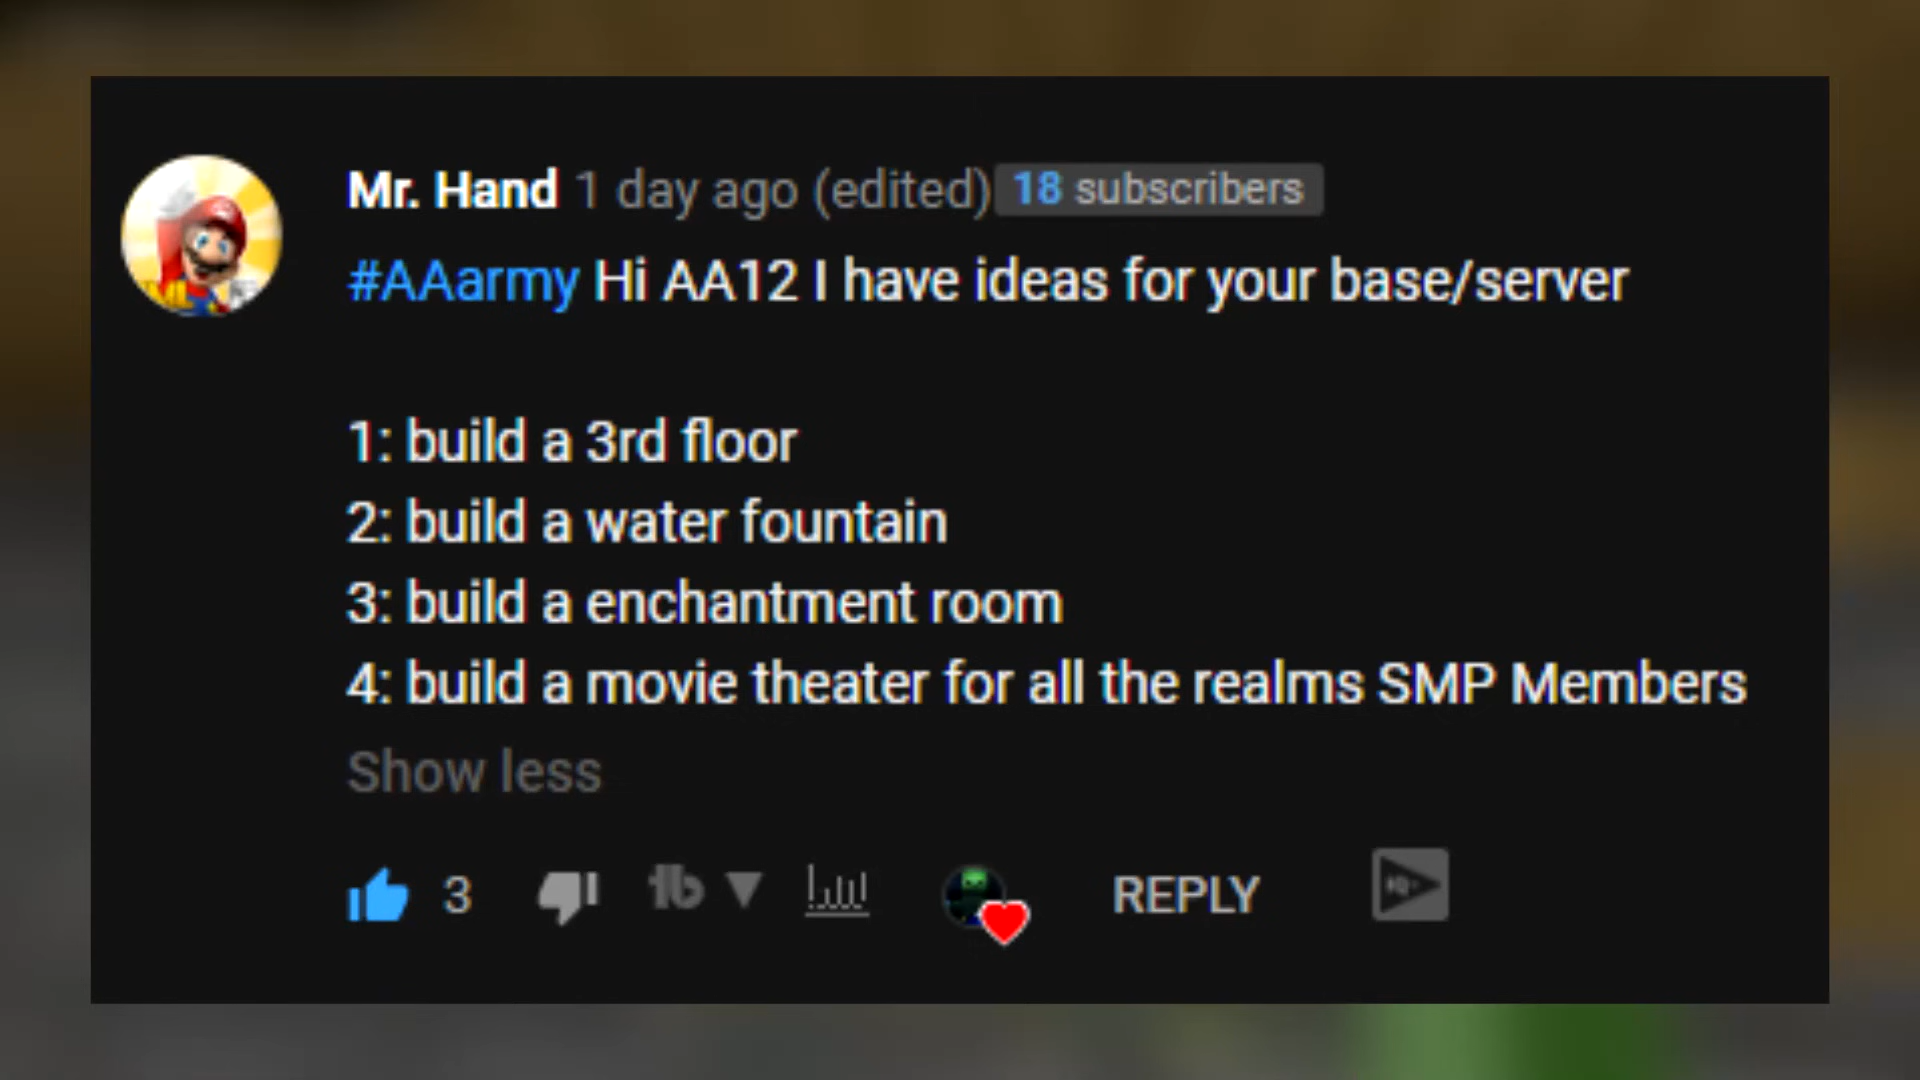 Mr. Hand 1 day ago (edited) 18 subscribers
#AAarmy Hi AA12 I have ideas for your base/server
1: build a 3rd floor
2: build a water fountain
3: build a enchantment room
4: build a movie theater for all the realms SMP Members
Show less
3 REPLY